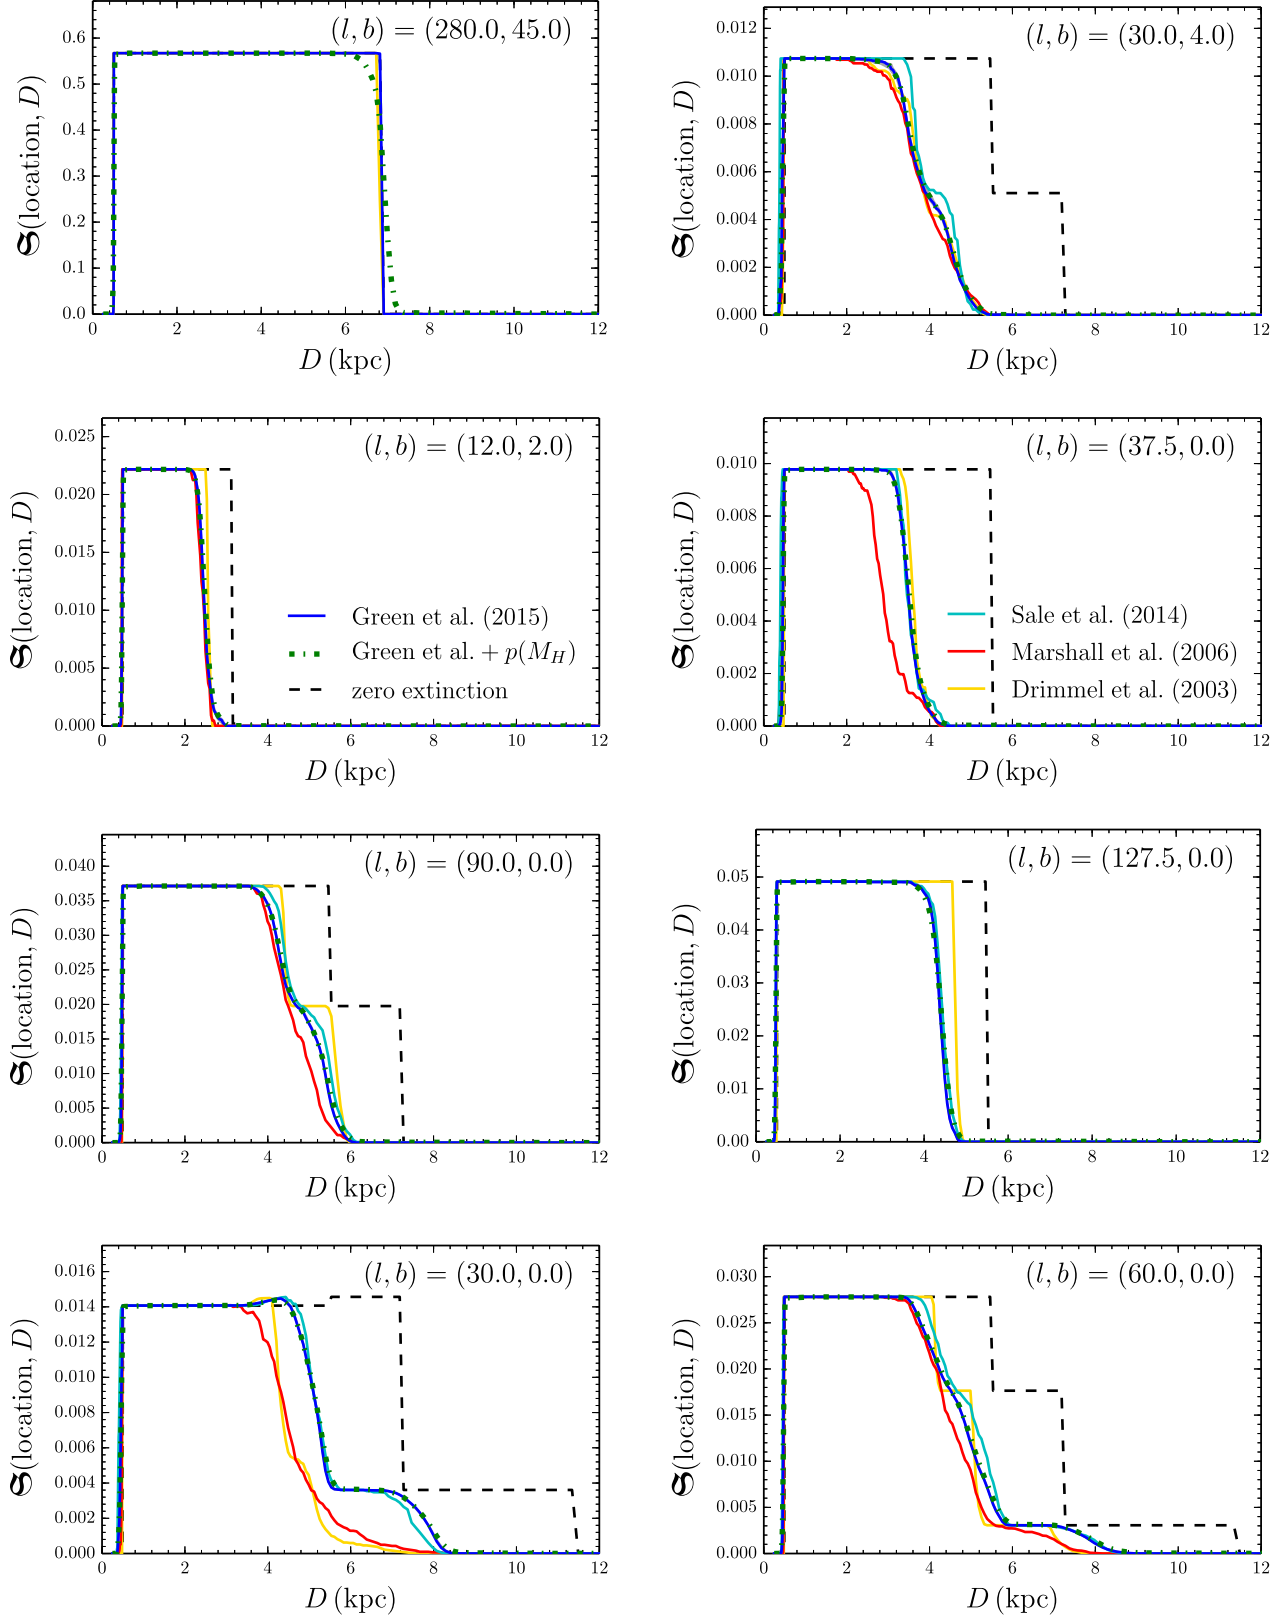 (l, b) = (280.0, 45.0)
𝕾(location, D)
0.6
0.5
0.4
0.3
0.2
0.1
0.0
0 2 4 6 8 10 12
D (kpc)
(l, b) = (30.0, 4.0)
𝕾(location, D)
0.012
0.010
0.008
0.006
0.004
0.002
0.000
0 2 4 6 8 10 12
D (kpc)
(l, b) = (12.0, 2.0)
𝕾(location, D)
0.025
0.020
0.015
0.010
0.005
0.000
Green et al. (2015)
Green et al. + p(M_H)
zero extinction
0 2 4 6 8 10 12
D (kpc)
(l, b) = (37.5, 0.0)
𝕾(location, D)
0.010
0.008
0.006
0.004
0.002
0.000
Sale et al. (2014)
Marshall et al. (2006)
Drimmel et al. (2003)
0 2 4 6 8 10 12
D (kpc)
(l, b) = (90.0, 0.0)
𝕾(location, D)
0.040
0.035
0.030
0.025
0.020
0.015
0.010
0.005
0.000
0 2 4 6 8 10 12
D (kpc)
(l, b) = (127.5, 0.0)
𝕾(location, D)
0.05
0.04
0.03
0.02
0.01
0.00
0 2 4 6 8 10 12
D (kpc)
(l, b) = (30.0, 0.0)
𝕾(location, D)
0.016
0.014
0.012
0.010
0.008
0.006
0.004
0.002
0.000
0 2 4 6 8 10 12
D (kpc)
(l, b) = (60.0, 0.0)
𝕾(location, D)
0.030
0.025
0.020
0.015
0.010
0.005
0.000
0 2 4 6 8 10 12
D (kpc)